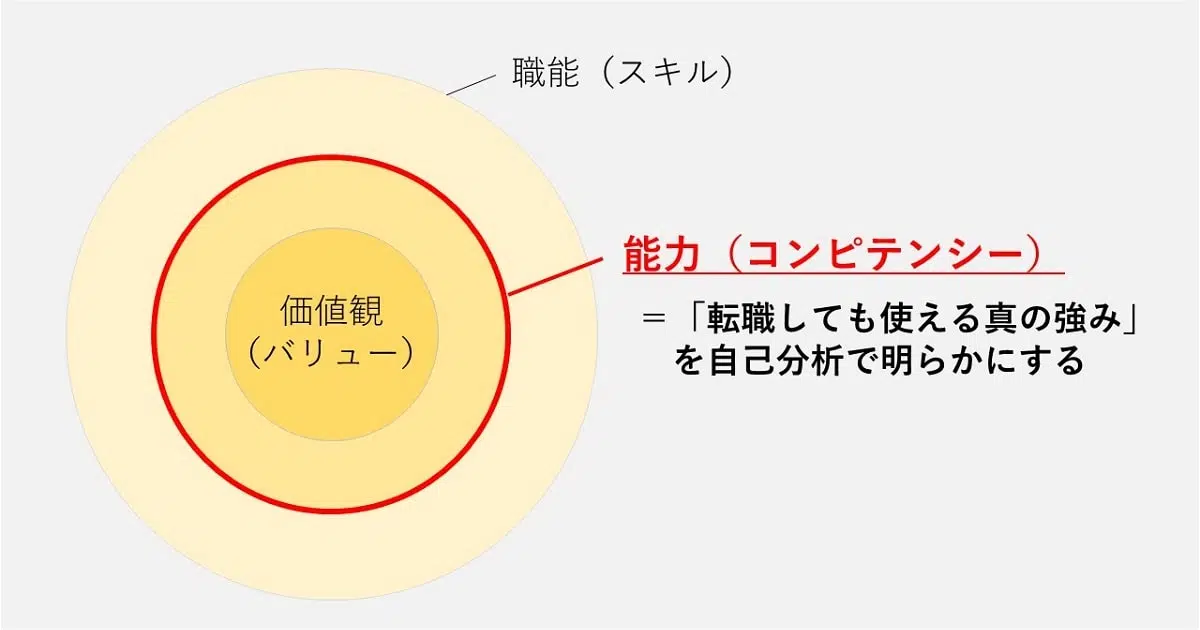 職能（スキル）
能力（コンピテンシー）
価値観
（バリュー）
＝「転職しても使える真の強み」
を自己分析で明らかにする